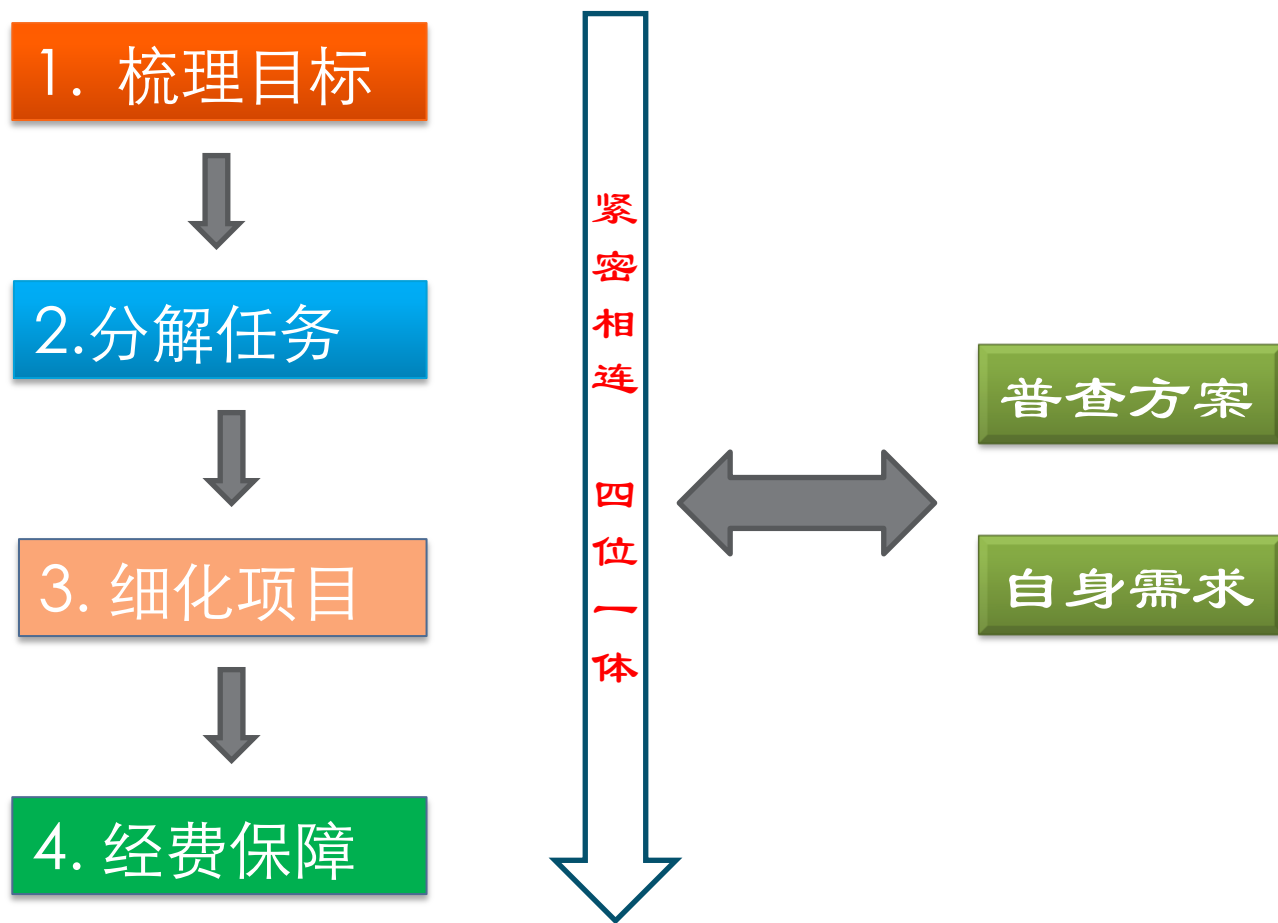 1. 梳理目标
2.分解任务
3. 细化项目
4. 经费保障
紧密相连 四位一体
普查方案
自身需求